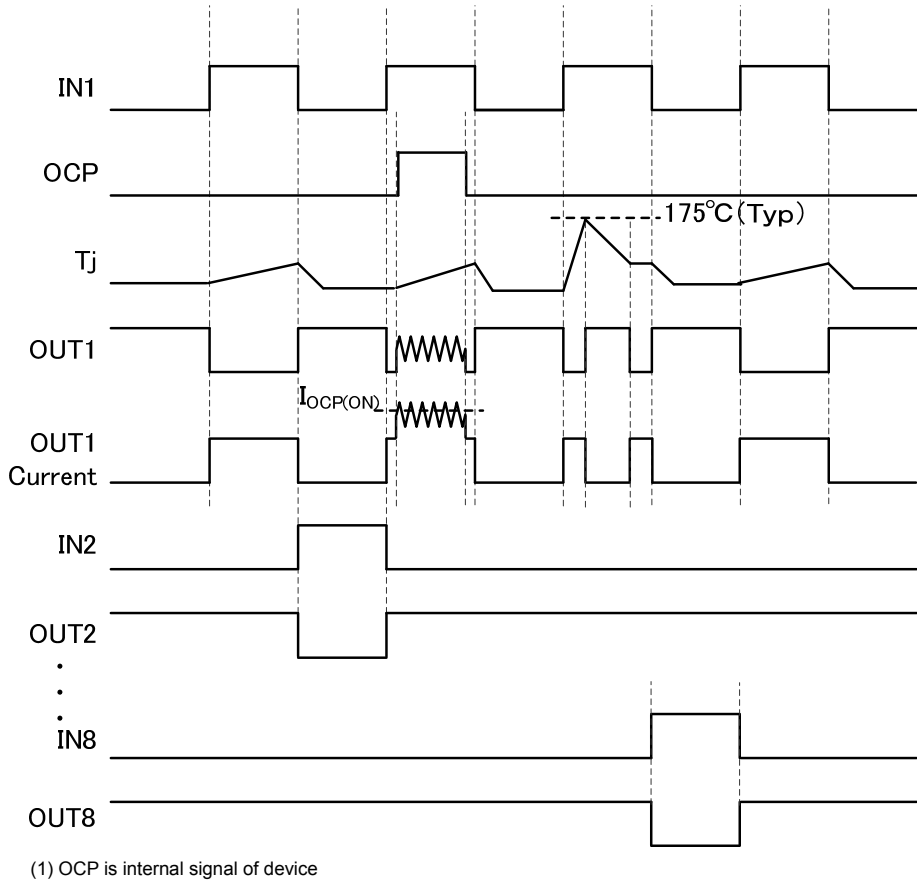 IN1
OCP
175°C(Typ)
Tj
OUT1
IOCP(ON)
OUT1
Current
IN2
OUT2
IN8
OUT8
(1) OCP is internal signal of device